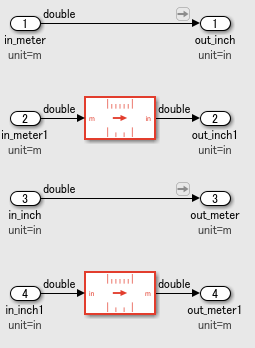 double
1
1
in_meter
out_inch
unit=m
unit=in
double
double
2
m
in
2
in_meter1
out_inch1
unit=m
unit=in
double
3
3
in_inch
out_meter
unit=in
unit=m
double
double
4
in
m
4
in_inch1
out_meter1
unit=in
unit=m